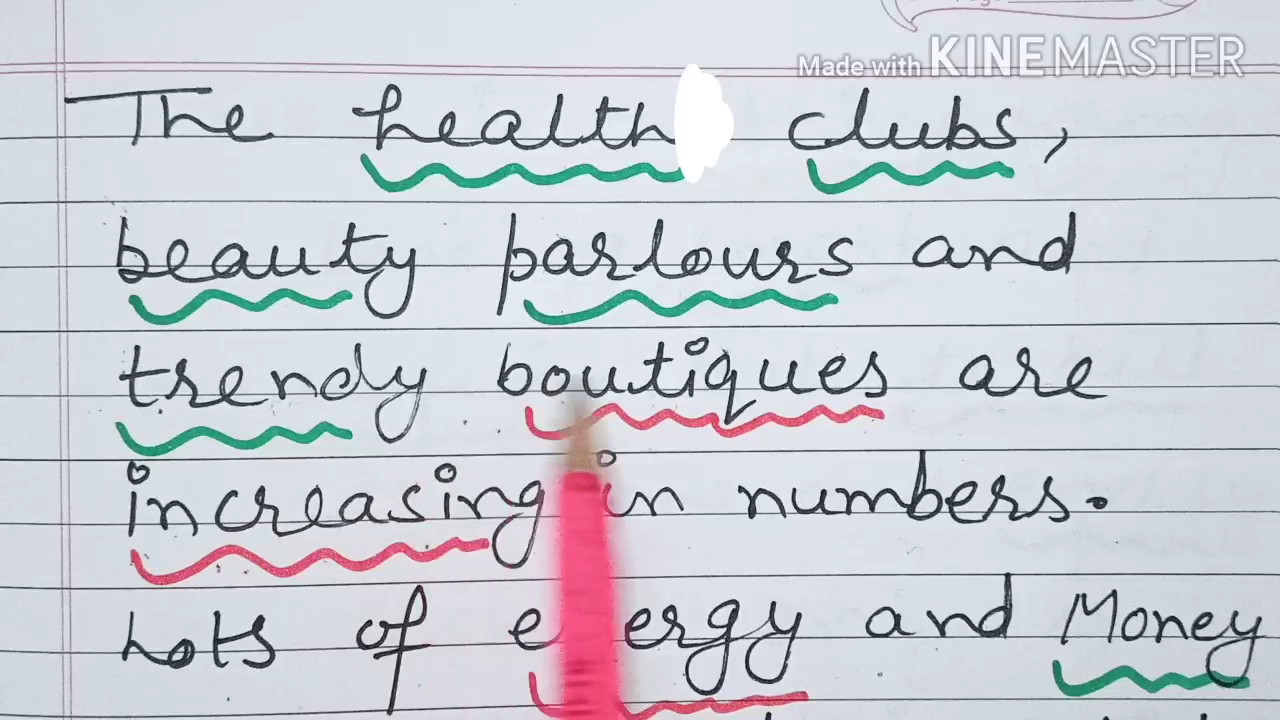 Made with KINEMASTER
The health clubs,
beauty parlours and
trendy boutiques are
increasing in numbers.
Lots of energy and Money